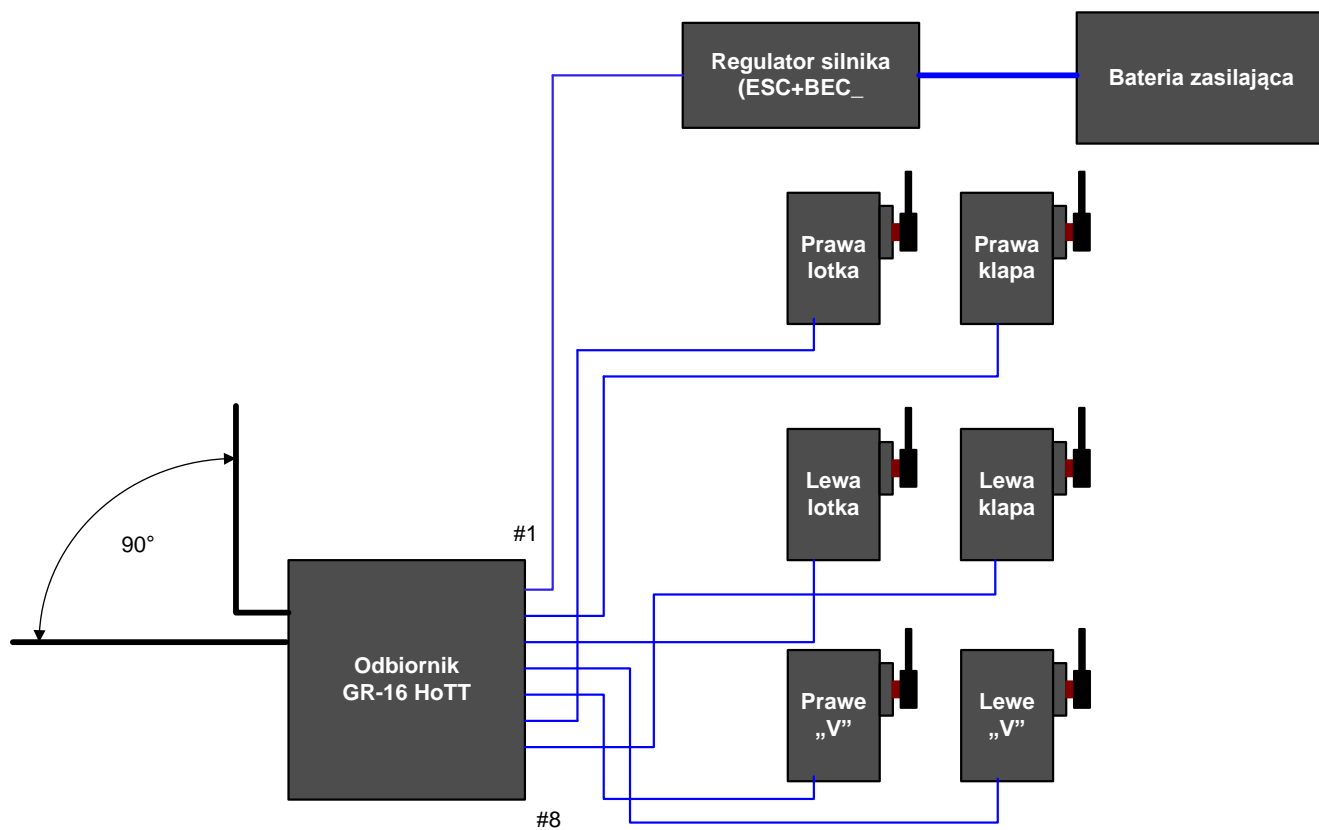 Regulator silnika
(ESC+BEC_
Bateria zasilająca
Prawa
lotka
Prawa
klapa
Lewa
lotka
Lewa
klapa
90°
#1
Odbiornik
GR-16 HoTT
Prawe
„V”
Lewe
„V”
#8